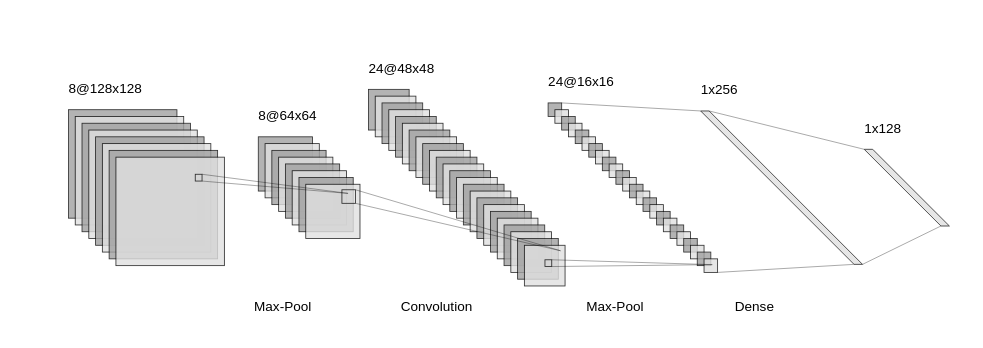 8@128x128
8@64x64
24@48x48
24@16x16
1x256
1x128
Max-Pool
Convolution
Max-Pool
Dense